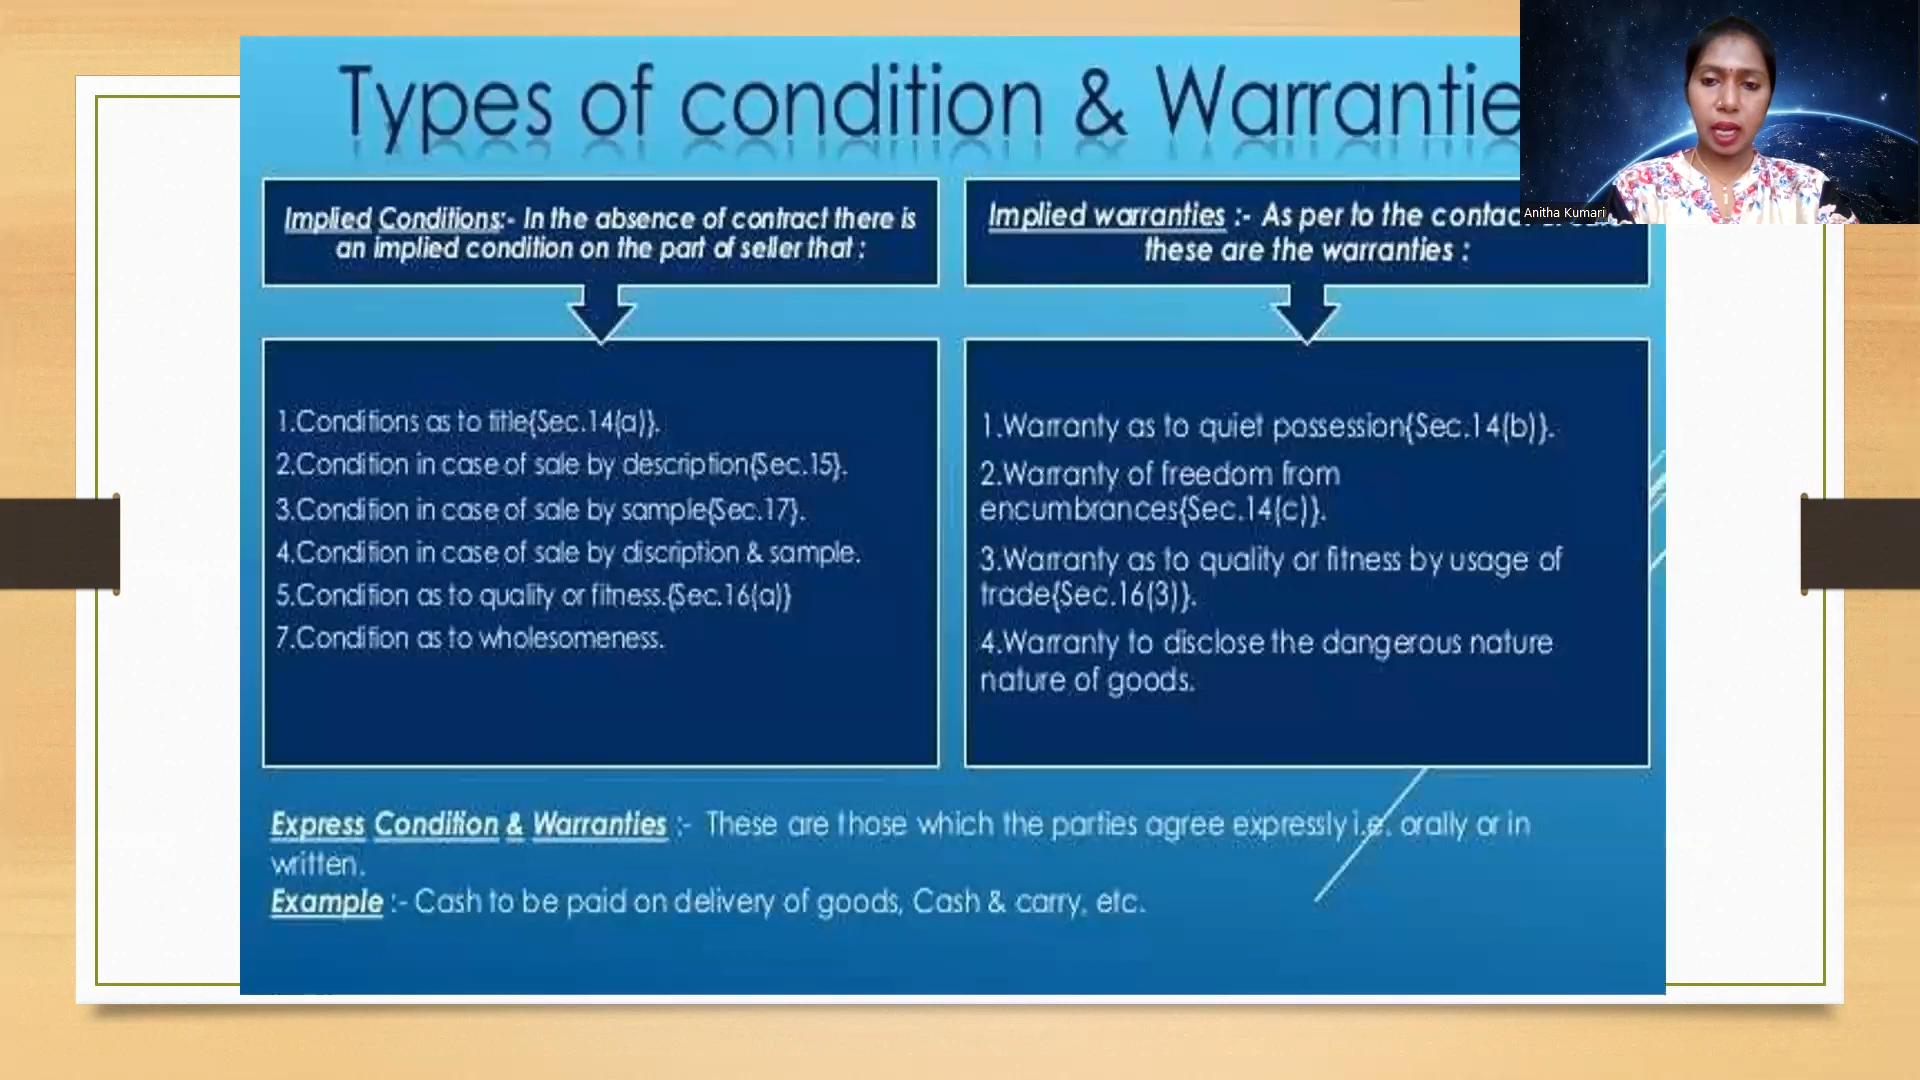 Types of condition & Warrantie
Implied Conditions:- In the absence of contract there is
an implied condition on the part of seller that :
Implied warranties :- As per to the contac
these are the warranties :
1.Conditions as to title{Sec.14(a)}.
2.Condition in case of sale by description{Sec.15}.
3.Condition in case of sale by sample{Sec.17}.
4.Condition in case of sale by discription & sample.
5.Condition as to quality or fitness.{Sec.16(a)}
7.Condition as to wholesomeness.
1.Warranty as to quiet possession{Sec.14(b)}.
2.Warranty of freedom from
encumbrances{Sec.14(c)}.
3.Warranty as to quality or fitness by usage of
trade{Sec.16(3)}.
4.Warranty to disclose the dangerous nature
nature of goods.
Express Condition & Warranties :- These are those which the parties agree expressly i.e. orally or in
written.
Example :- Cash to be paid on delivery of goods, Cash & carry, etc.
Anitha Kumari